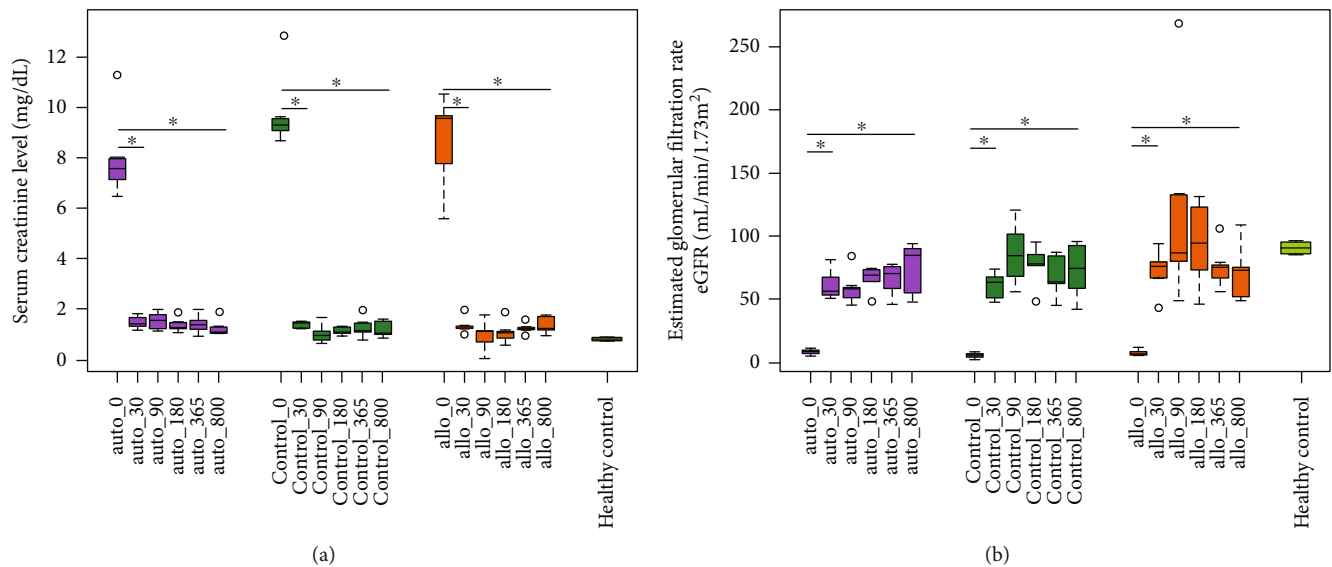 Serum creatinine level (mg/dL)
12
10
8
6
4
2
0
*
*
*
*
*
*
auto_0
auto_30
auto_90
auto_180
auto_365
auto_800
Control_0
Control_30
Control_90
Control_180
Control_365
Control_800
allo_0
allo_30
allo_90
allo_180
allo_365
allo_800
Healthy control
(a)
Estimated glomerular filtration rate
eGFR (mL/min/1.73m²)
250
200
150
100
50
0
*
*
*
*
*
*
auto_0
auto_30
auto_90
auto_180
auto_365
auto_800
Control_0
Control_30
Control_90
Control_180
Control_365
Control_800
allo_0
allo_30
allo_90
allo_180
allo_365
allo_800
Healthy control
(b)